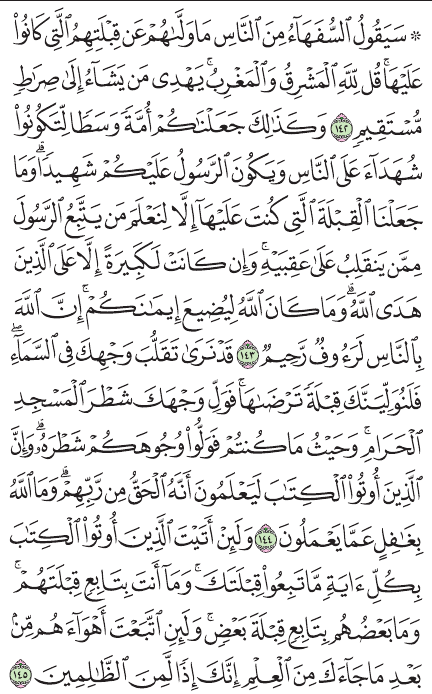 ۞ سَيَقُولُ ٱلسُّفَهَآءُ مِنَ ٱلنَّاسِ مَا وَلَّىٰهُمْ عَن قِبْلَتِهِمُ ٱلَّتِي كَانُوا۟
عَلَيْهَا ۚ قُل لِّلَّهِ ٱلْمَشْرِقُ وَٱلْمَغْرِبُ ۚ يَهْدِي مَن يَشَآءُ إِلَىٰ صِرَٰطٍ
مُّسْتَقِيمٍ ١٤٢ وَكَذَٰلِكَ جَعَلْنَٰكُمْ أُمَّةً وَسَطًا لِّتَكُونُوا۟
شُهَدَآءَ عَلَى ٱلنَّاسِ وَيَكُونَ ٱلرَّسُولُ عَلَيْكُمْ شَهِيدًا ۗ وَمَا
جَعَلْنَا ٱلْقِبْلَةَ ٱلَّتِي كُنتَ عَلَيْهَآ إِلَّا لِنَعْلَمَ مَن يَتَّبِعُ ٱلرَّسُولَ
مِمَّن يَنقَلِبُ عَلَىٰ عَقِبَيْهِ ۚ وَإِن كَانَتْ لَكَبِيرَةً إِلَّا عَلَى ٱلَّذِينَ
هَدَى ٱللَّهُ ۗ وَمَا كَانَ ٱللَّهُ لِيُضِيعَ إِيمَٰنَكُمْ ۚ إِنَّ ٱللَّهَ
بِٱلنَّاسِ لَرَءُوفٌ رَّحِيمٌ ١٤٣ قَدْ نَرَىٰ تَقَلُّبَ وَجْهِكَ فِي ٱلسَّمَآءِ ۖ
فَلَنُوَلِّيَنَّكَ قِبْلَةً تَرْضَىٰهَا ۚ فَوَلِّ وَجْهَكَ شَطْرَ ٱلْمَسْجِدِ
ٱلْحَرَامِ ۚ وَحَيْثُ مَا كُنتُمْ فَوَلُّوا۟ وُجُوهَكُمْ شَطْرَهُۥ ۗ وَإِنَّ
ٱلَّذِينَ أُوتُوا۟ ٱلْكِتَٰبَ لَيَعْلَمُونَ أَنَّهُ ٱلْحَقُّ مِن رَّبِّهِمْ ۗ وَمَا ٱللَّهُ
بِغَٰفِلٍ عَمَّا يَعْمَلُونَ ١٤٤ وَلَئِنْ أَتَيْتَ ٱلَّذِينَ أُوتُوا۟ ٱلْكِتَٰبَ
بِكُلِّ ءَايَةٍ مَّا تَبِعُوا۟ قِبْلَتَكَ ۚ وَمَآ أَنتَ بِتَابِعٍ قِبْلَتَهُمْ ۚ
وَمَا بَعْضُهُم بِتَابِعٍ قِبْلَةَ بَعْضٍ ۚ وَلَئِنِ ٱتَّبَعْتَ أَهْوَآءَهُم مِّنۢ
بَعْدِ مَا جَآءَكَ مِنَ ٱلْعِلْمِ إِنَّكَ إِذًا لَّمِنَ ٱلظَّٰلِمِينَ ١٤٥